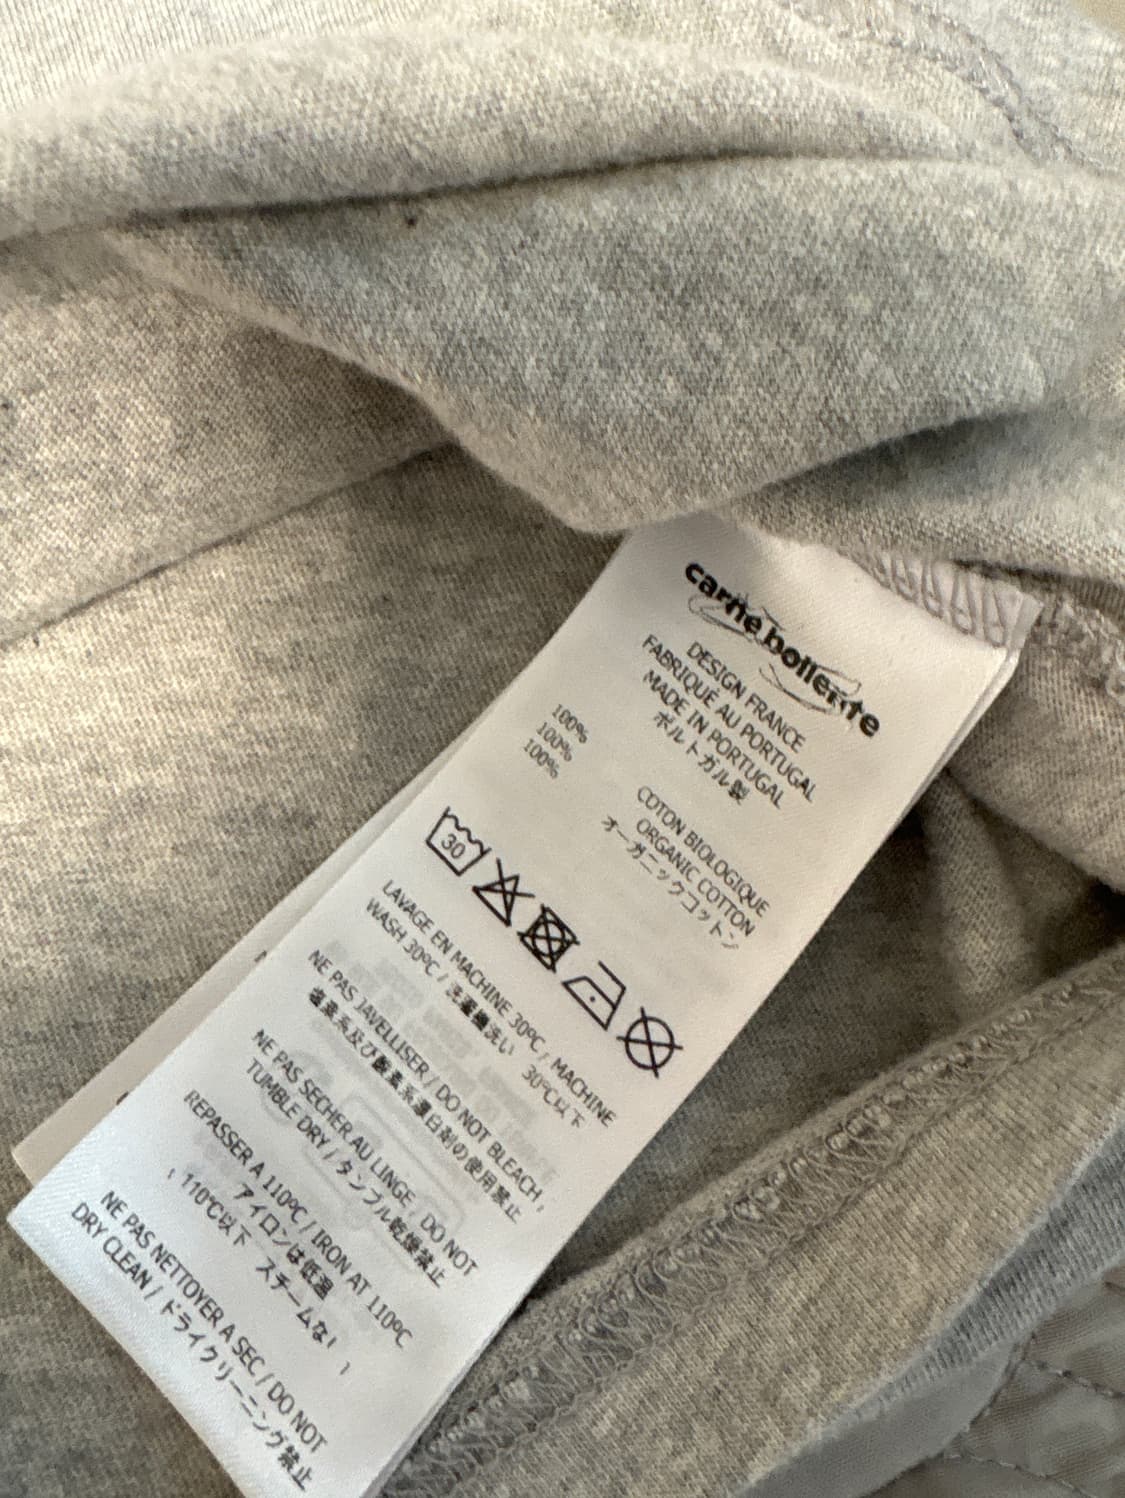 carne bollente
DESIGN FRANCE
FABRIQUÉ AU PORTUGAL
MADE IN PORTUGAL
ポルトガル製
100% COTON BIOLOGIQUE
100% ORGANIC COTTON
100% オーガニックコットン
30
LAVAGE EN MACHINE 30ºC / MACHINE
WASH 30ºC / 洗濯機洗い 30℃以下
NE PAS JAVELLISER / DO NOT BLEACH /
塩素系及び酸素系漂白剤の使用禁止
NE PAS SECHER AU LINGE / DO NOT
TUMBLE DRY / タンブル乾燥禁止
REPASSER A 110ºC / IRON AT 110ºC
アイロンは低温
110℃以下 スチームな
NE PAS NETTOYER A SEC / DO NOT
DRY CLEAN / ドライクリーニング禁止